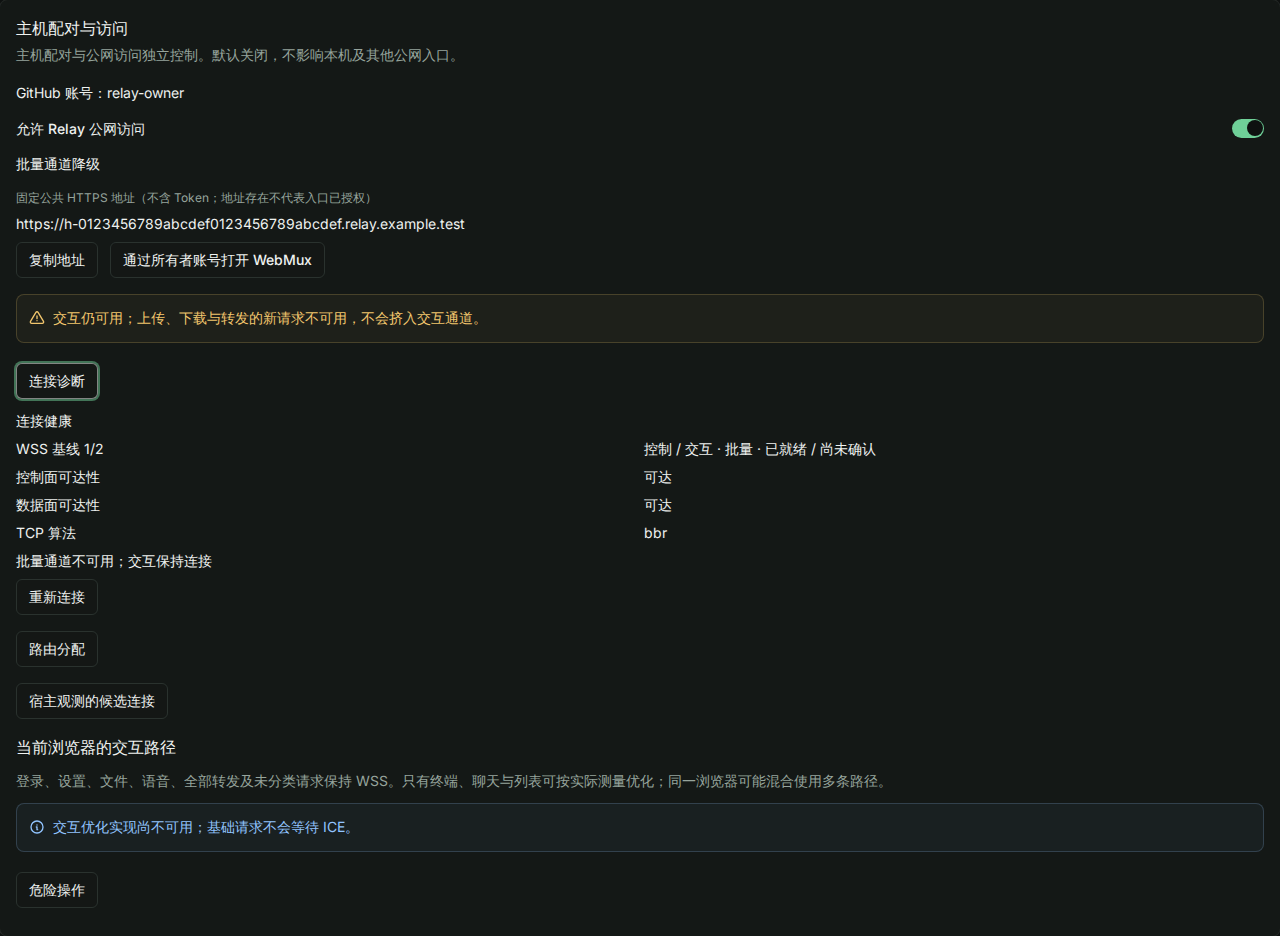 主机配对与访问
主机配对与公网访问独立控制。默认关闭，不影响本机及其他公网入口。
GitHub 账号：relay-owner
允许 Relay 公网访问
批量通道降级
固定公共 HTTPS 地址（不含 Token；地址存在不代表入口已授权）
https://h-0123456789abcdef0123456789abcdef.relay.example.test
复制地址 通过所有者账号打开 WebMux
交互仍可用；上传、下载与转发的新请求不可用，不会挤入交互通道。
连接诊断
连接健康
WSS 基线 1/2 控制 / 交互 · 批量 · 已就绪 / 尚未确认
控制面可达性 可达
数据面可达性 可达
TCP 算法 bbr
批量通道不可用；交互保持连接
重新连接
路由分配
宿主观测的候选连接
当前浏览器的交互路径
登录、设置、文件、语音、全部转发及未分类请求保持 WSS。只有终端、聊天与列表可按实际测量优化；同一浏览器可能混合使用多条路径。
交互优化实现尚不可用；基础请求不会等待 ICE。
危险操作